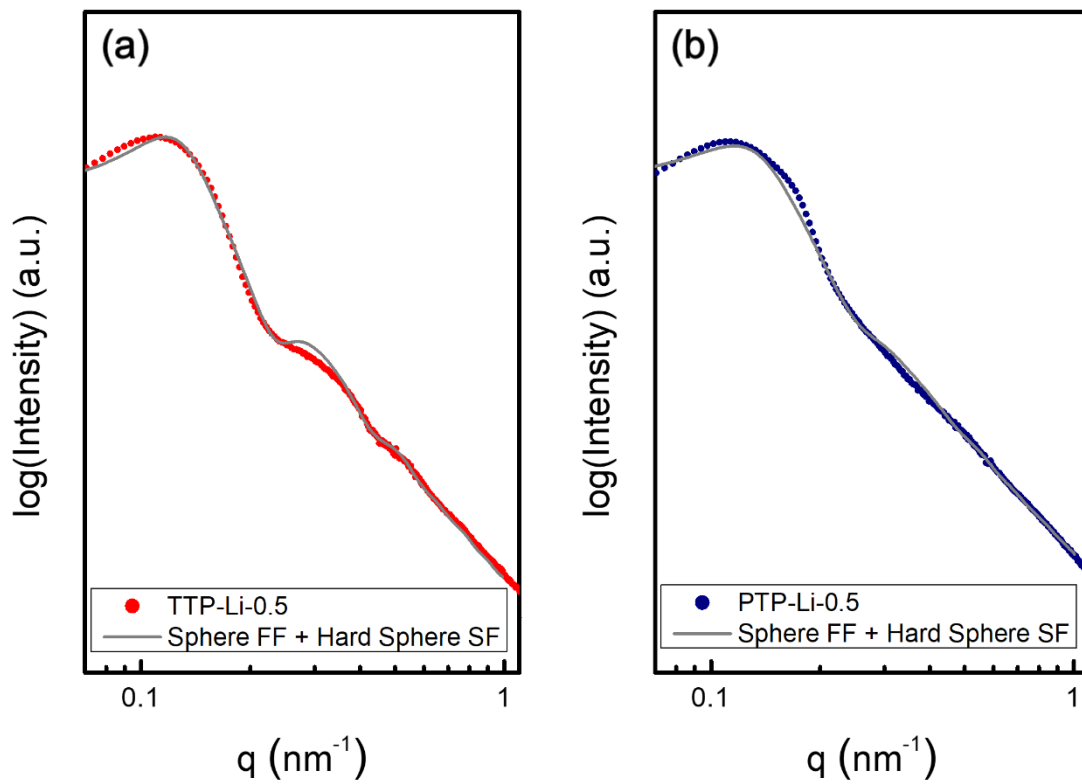 (a)
log(Intensity) (a.u.)
TTP-Li-0.5
Sphere FF + Hard Sphere SF
0.1
1
q (nm⁻¹)
(b)
log(Intensity) (a.u.)
PTP-Li-0.5
Sphere FF + Hard Sphere SF
0.1
1
q (nm⁻¹)